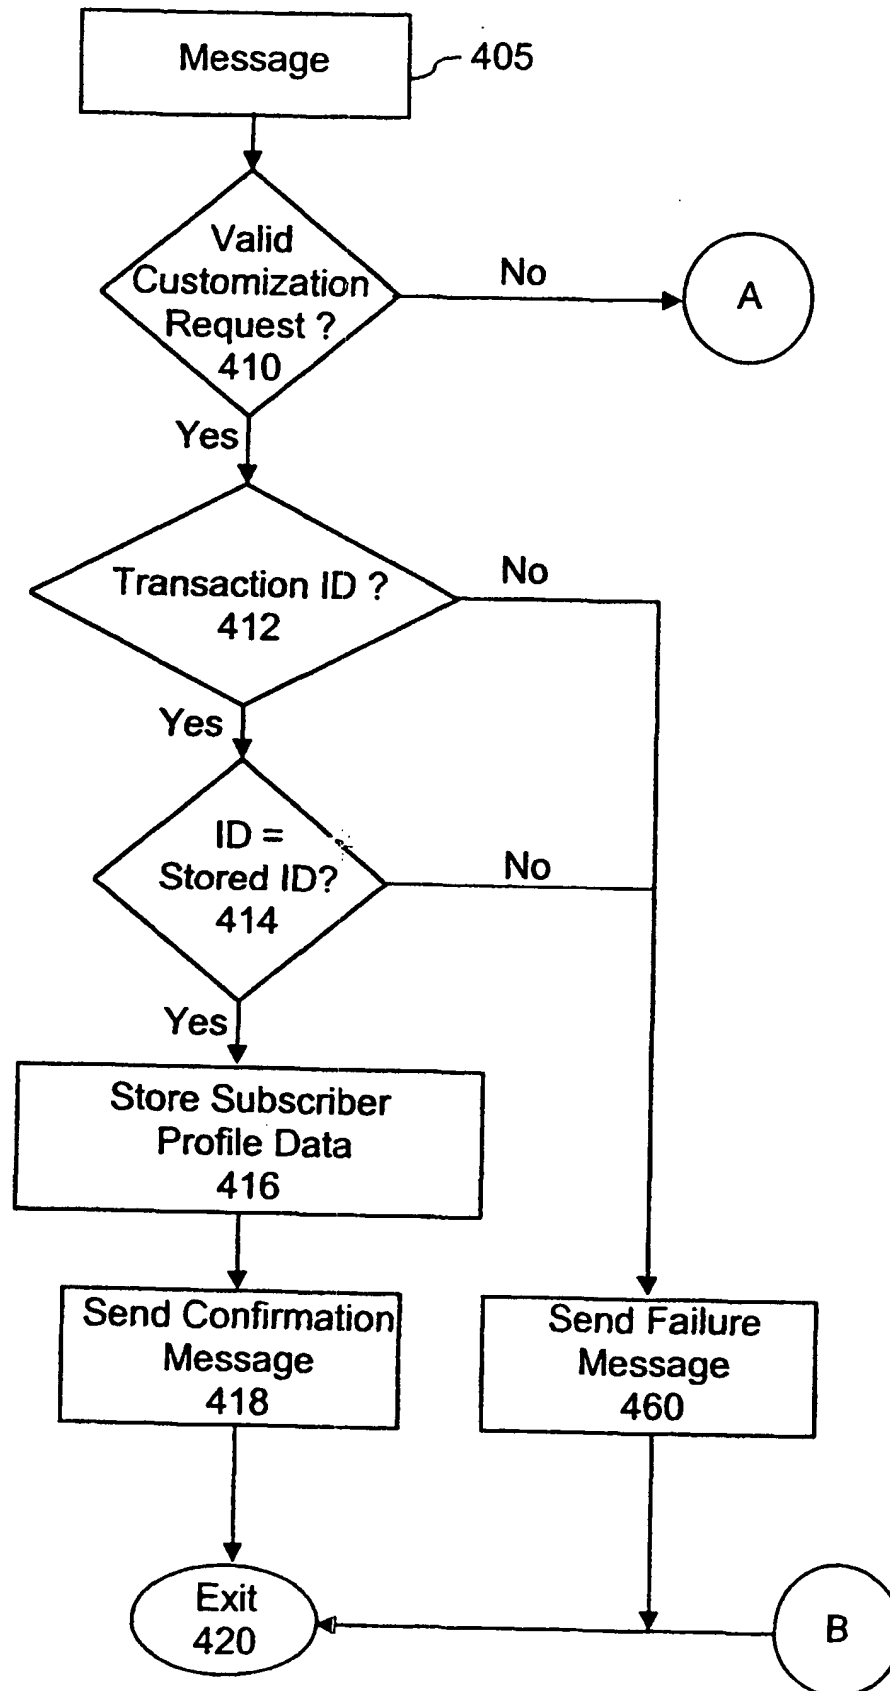 Message
405
Valid
Customization
Request ?
410
No
A
Yes
Transaction ID ?
412
No
Yes
ID =
Stored ID?
414
No
Yes
Store Subscriber
Profile Data
416
Send Confirmation
Message
418
Send Failure
Message
460
Exit
420
B